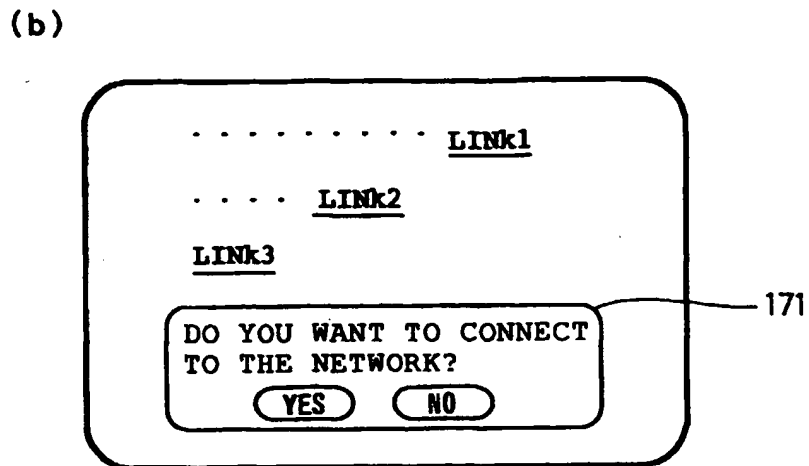 (b)
. . . . . . . . . . LINk1
. . . . LINk2
LINk3
171
DO YOU WANT TO CONNECT
TO THE NETWORK?
YES NO